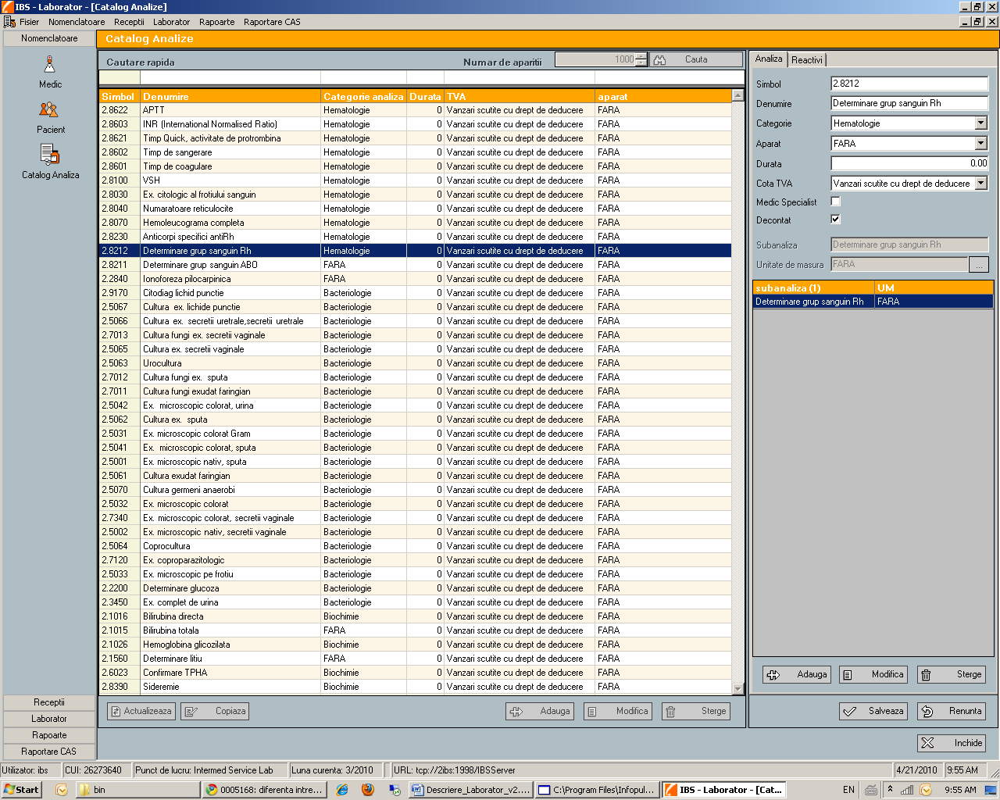 IBS - Laborator - [Catalog Analize]
Fisier Nomenclatoare Receptii Laborator Rapoarte Raportare CAS
Nomenclatoare
Medic
Pacient
Catalog Analiza
Receptii
Laborator
Rapoarte
Raportare CAS
Catalog Analize
Cautare rapida Numar de aparitii 1000 Cauta
Simbol Denumire Categorie analiza Durata TVA aparat
2.8622 APTT Hematologie 0 Vanzari scutite cu drept de deducere FARA
2.8603 INR (International Normalised Ratio) Hematologie 0 Vanzari scutite cu drept de deducere FARA
2.8621 Timp Quick, activitate de protrombina Hematologie 0 Vanzari scutite cu drept de deducere FARA
2.8602 Timp de sangerare Hematologie 0 Vanzari scutite cu drept de deducere FARA
2.8601 Timp de coagulare Hematologie 0 Vanzari scutite cu drept de deducere FARA
2.8100 VSH Hematologie 0 Vanzari scutite cu drept de deducere FARA
2.8030 Ex. citologic al frotiului sanguin Hematologie 0 Vanzari scutite cu drept de deducere FARA
2.8040 Numaratoare reticulocite Hematologie 0 Vanzari scutite cu drept de deducere FARA
2.8070 Hemoleucograma completa Hematologie 0 Vanzari scutite cu drept de deducere FARA
2.8230 Anticorpi specifici antiRh Hematologie 0 Vanzari scutite cu drept de deducere FARA
2.8212 Determinare grup sanguin Rh Hematologie 0 Vanzari scutite cu drept de deducere FARA
2.8211 Determinare grup sanguin ABO FARA 0 Vanzari scutite cu drept de deducere FARA
2.2840 Ionoforeza pilocarpinica FARA 0 Vanzari scutite cu drept de deducere FARA
2.9170 Citodiag lichid punctie Bacteriologie 0 Vanzari scutite cu drept de deducere FARA
2.5067 Cultura ex. lichide punctie Bacteriologie 0 Vanzari scutite cu drept de deducere FARA
2.5066 Cultura ex. secretii uretrale,secretii uretrale Bacteriologie 0 Vanzari scutite cu drept de deducere FARA
2.7013 Cultura fungi ex. secretii vaginale Bacteriologie 0 Vanzari scutite cu drept de deducere FARA
2.5065 Cultura ex. secretii vaginale Bacteriologie 0 Vanzari scutite cu drept de deducere FARA
2.5063 Urocultura Bacteriologie 0 Vanzari scutite cu drept de deducere FARA
2.7012 Cultura fungi ex. sputa Bacteriologie 0 Vanzari scutite cu drept de deducere FARA
2.7011 Cultura fungi exudat faringian Bacteriologie 0 Vanzari scutite cu drept de deducere FARA
2.5042 Ex. microscopic colorat, urina Bacteriologie 0 Vanzari scutite cu drept de deducere FARA
2.5062 Cultura ex. sputa Bacteriologie 0 Vanzari scutite cu drept de deducere FARA
2.5031 Ex. microscopic colorat Gram Bacteriologie 0 Vanzari scutite cu drept de deducere FARA
2.5041 Ex. microscopic colorat, sputa Bacteriologie 0 Vanzari scutite cu drept de deducere FARA
2.5001 Ex. microscopic nativ, sputa Bacteriologie 0 Vanzari scutite cu drept de deducere FARA
2.5061 Cultura exudat faringian Bacteriologie 0 Vanzari scutite cu drept de deducere FARA
2.5070 Cultura germeni anaerobi Bacteriologie 0 Vanzari scutite cu drept de deducere FARA
2.5032 Ex. microscopic colorat Bacteriologie 0 Vanzari scutite cu drept de deducere FARA
2.7340 Ex. microscopic colorat, secretii vaginale Bacteriologie 0 Vanzari scutite cu drept de deducere FARA
2.5002 Ex. microscopic nativ, secretii vaginale Bacteriologie 0 Vanzari scutite cu drept de deducere FARA
2.5064 Coprocultura Bacteriologie 0 Vanzari scutite cu drept de deducere FARA
2.7120 Ex. coproparazitologic Bacteriologie 0 Vanzari scutite cu drept de deducere FARA
2.5033 Ex. microscopic pe frotiu Bacteriologie 0 Vanzari scutite cu drept de deducere FARA
2.2200 Determinare glucoza Bacteriologie 0 Vanzari scutite cu drept de deducere FARA
2.3450 Ex. complet de urina Bacteriologie 0 Vanzari scutite cu drept de deducere FARA
2.1016 Bilirubina directa Biochimie 0 Vanzari scutite cu drept de deducere FARA
2.1015 Bilirubina totala FARA 0 Vanzari scutite cu drept de deducere FARA
2.1026 Hemoglobina glicozilata Biochimie 0 Vanzari scutite cu drept de deducere FARA
2.1560 Determinare litiu FARA 0 Vanzari scutite cu drept de deducere FARA
2.6023 Confirmare TPHA Biochimie 0 Vanzari scutite cu drept de deducere FARA
2.8390 Sideremie Biochimie 0 Vanzari scutite cu drept de deducere FARA
Actualizeaza Copiaza Adauga Modifica Sterge
Analiza Reactivi
Simbol 2.8212
Denumire Determinare grup sanguin Rh
Categorie Hematologie
Aparat FARA
Durata 0.00
Cota TVA Vanzari scutite cu drept de deducere
Medic Specialist
Decontat
Subanaliza Determinare grup sanguin Rh
Unitate de masura FARA ...
subanaliza (1) UM
Determinare grup sanguin Rh FARA
Adauga Modifica Sterge
Salveaza Renunta
Inchide
Utilizator: ibs CUI: 26273640 Punct de lucru: Intermed Service Lab Luna curenta: 3/2010 URL: tcp://2ibs:1998/IBSServer 4/21/2010 9:55 AM
Start bin 0005168: diferenta intre... Descriere_Laborator_v2.... C:\Program Files\Infopul... IBS - Laborator - [Cat... EN 9:55 AM